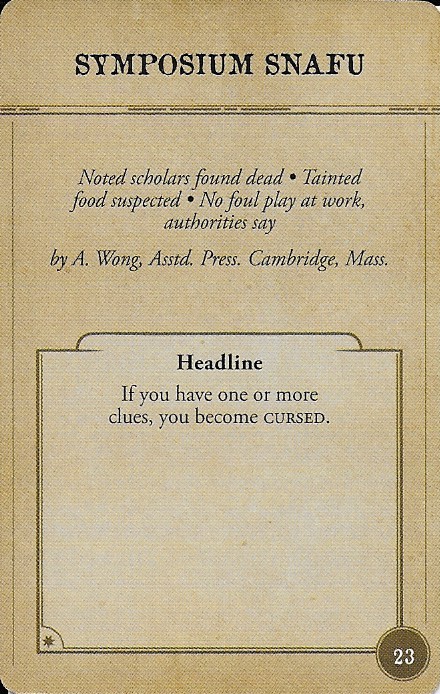 SYMPOSIUM SNAFU
Noted scholars found dead • Tainted
food suspected • No foul play at work,
authorities say
by A. Wong, Asstd. Press. Cambridge, Mass.
Headline
If you have one or more
clues, you become CURSED.
23